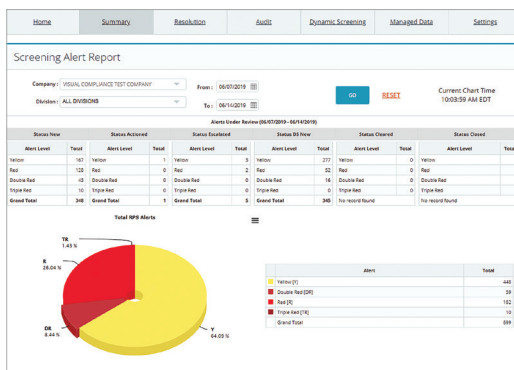 Home Summary Resolution Audit Dynamic Screening Managed Data Settings
Screening Alert Report
Company: VISUAL COMPLIANCE TEST COMPANY From: 06/07/2019 GO RESET Current Chart Time
Division: ALL DIVISIONS To: 06/14/2019 10:03:59 AM EDT
Alerts Under Review (06/07/2019 - 06/14/2019)
Status New Status Actioned Status Escalated Status DS New Status Cleared Status Closed
Alert Level Total Alert Level Total Alert Level Total Alert Level Total Alert Level Total Alert Level Tota
Yellow 167 Yellow 1 Yellow 3 Yellow 277 Yellow 0 Yellow
Red 128 Red 0 Red 2 Red 52 Red 0 Red
Double Red 43 Double Red 0 Double Red 0 Double Red 16 Double Red 0 Double Red
Triple Red 10 Triple Red 0 Triple Red 0 Triple Red 0 Triple Red 0 Triple Red
Grand Total 348 Grand Total 1 Grand Total 5 Grand Total 345 No record found No record found
Total RPS Alerts
TR
1.43 %
R
26.04 %
DR
8.44 %
Y
64.09 %
Alert Total
Yellow [Y] 448
Double Red [DR] 59
Red [R] 182
Triple Red [TR] 10
Grand Total 699